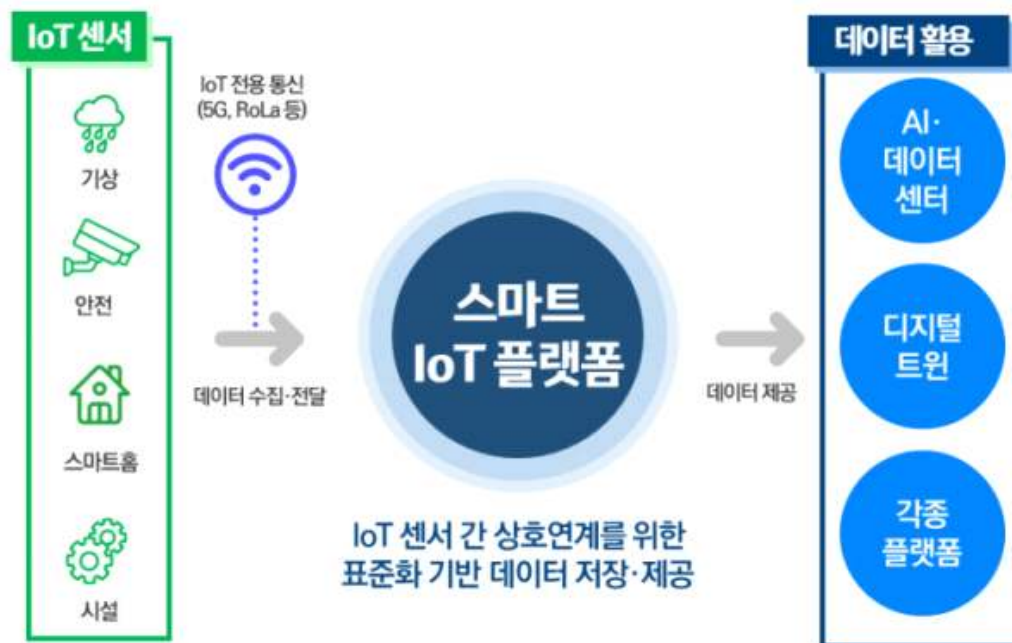 IoT 센서
기상
안전
스마트홈
시설
IoT 전용 통신
(5G, RoLa 등)
데이터 수집·전달
스마트
IoT 플랫폼
IoT 센서 간 상호연계를 위한
표준화 기반 데이터 저장·제공
데이터 제공
데이터 활용
AI·
데이터
센터
디지털
트윈
각종
플랫폼